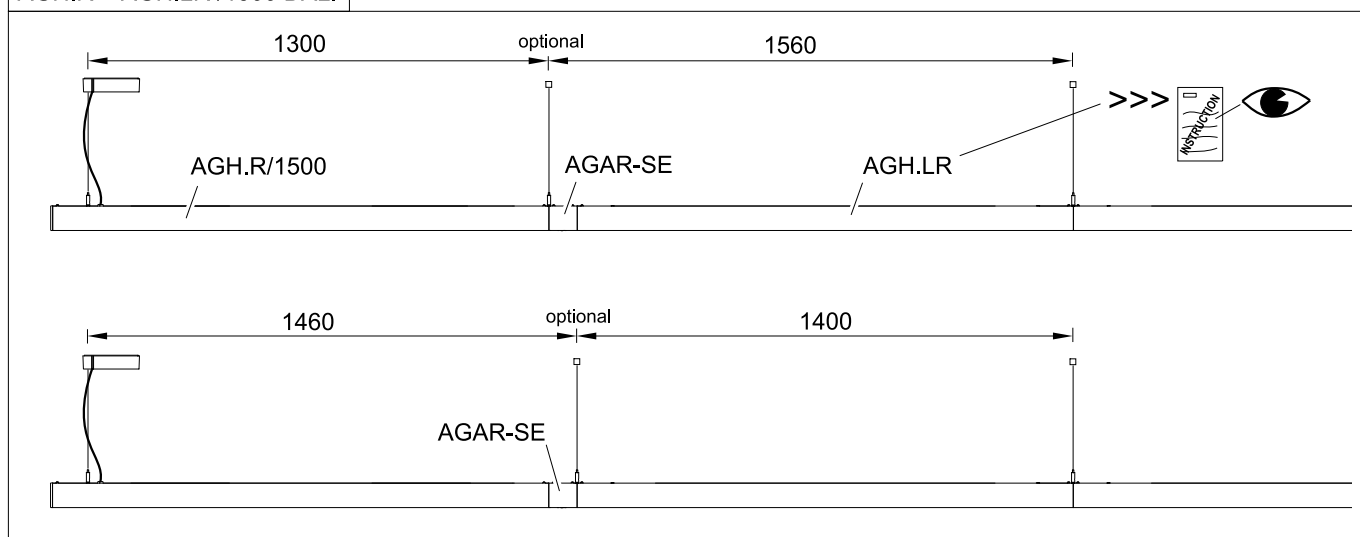 1300
optional
1560
>>>
INSTRUCTION
AGH.R/1500
AGAR-SE
AGH.LR
1460
optional
1400
AGAR-SE